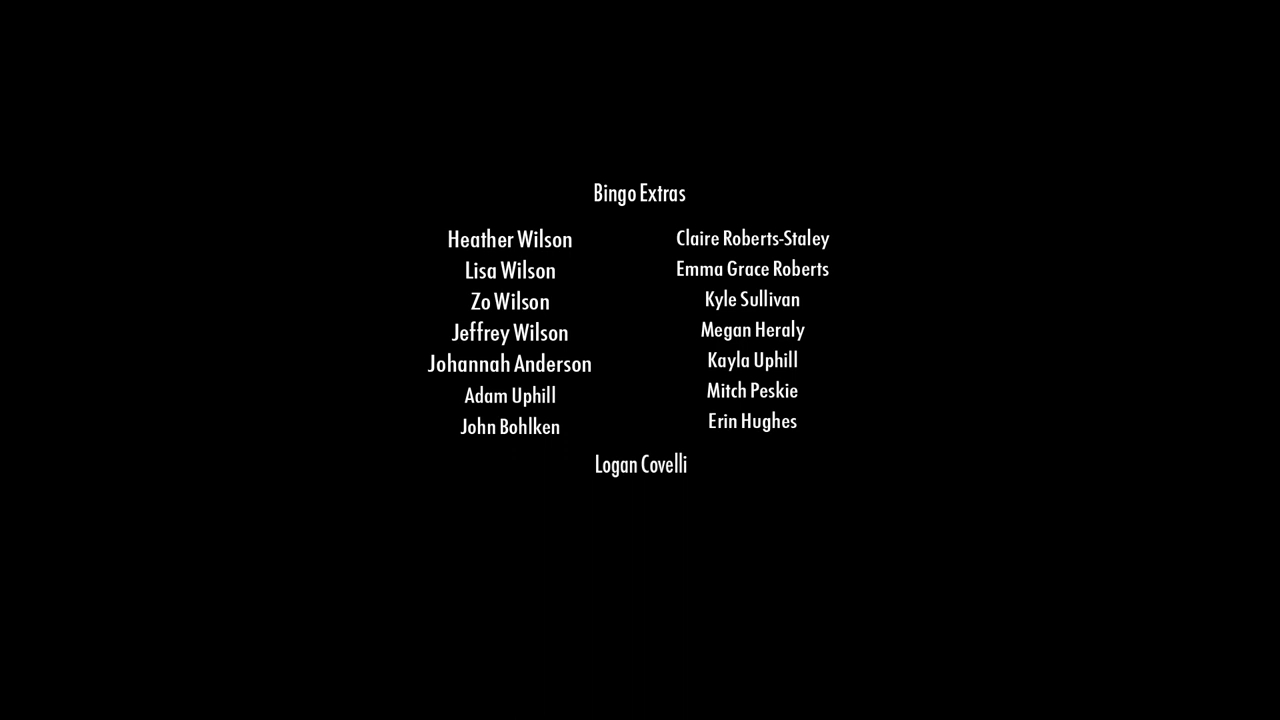 Bingo Extras
Heather Wilson
Lisa Wilson
Zo Wilson
Jeffrey Wilson
Johannah Anderson
Adam Uphill
John Bohlken
Claire Roberts-Staley
Emma Grace Roberts
Kyle Sullivan
Megan Heraly
Kayla Uphill
Mitch Peskie
Erin Hughes
Logan Covelli